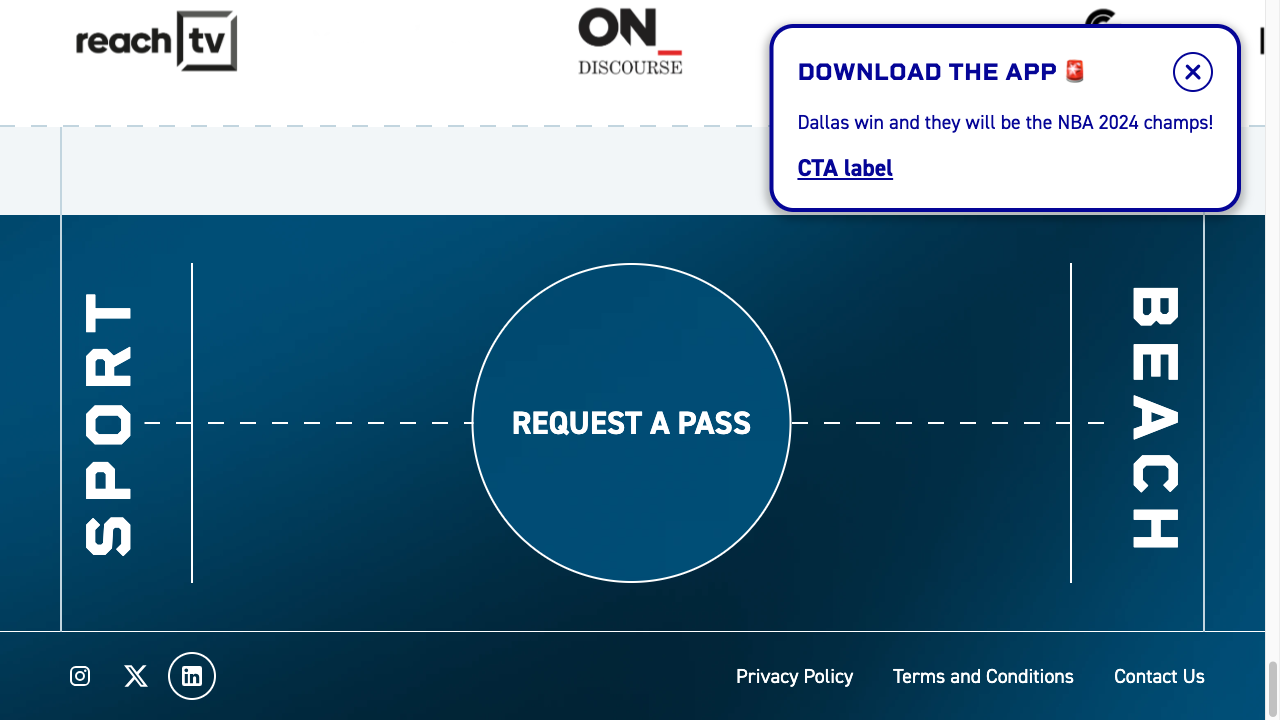 reach tv
ON_
DISCOURSE
DOWNLOAD THE APP 🚨
Dallas win and they will be the NBA 2024 champs!
CTA label
SPORT
REQUEST A PASS
BEACH
Privacy Policy
Terms and Conditions
Contact Us